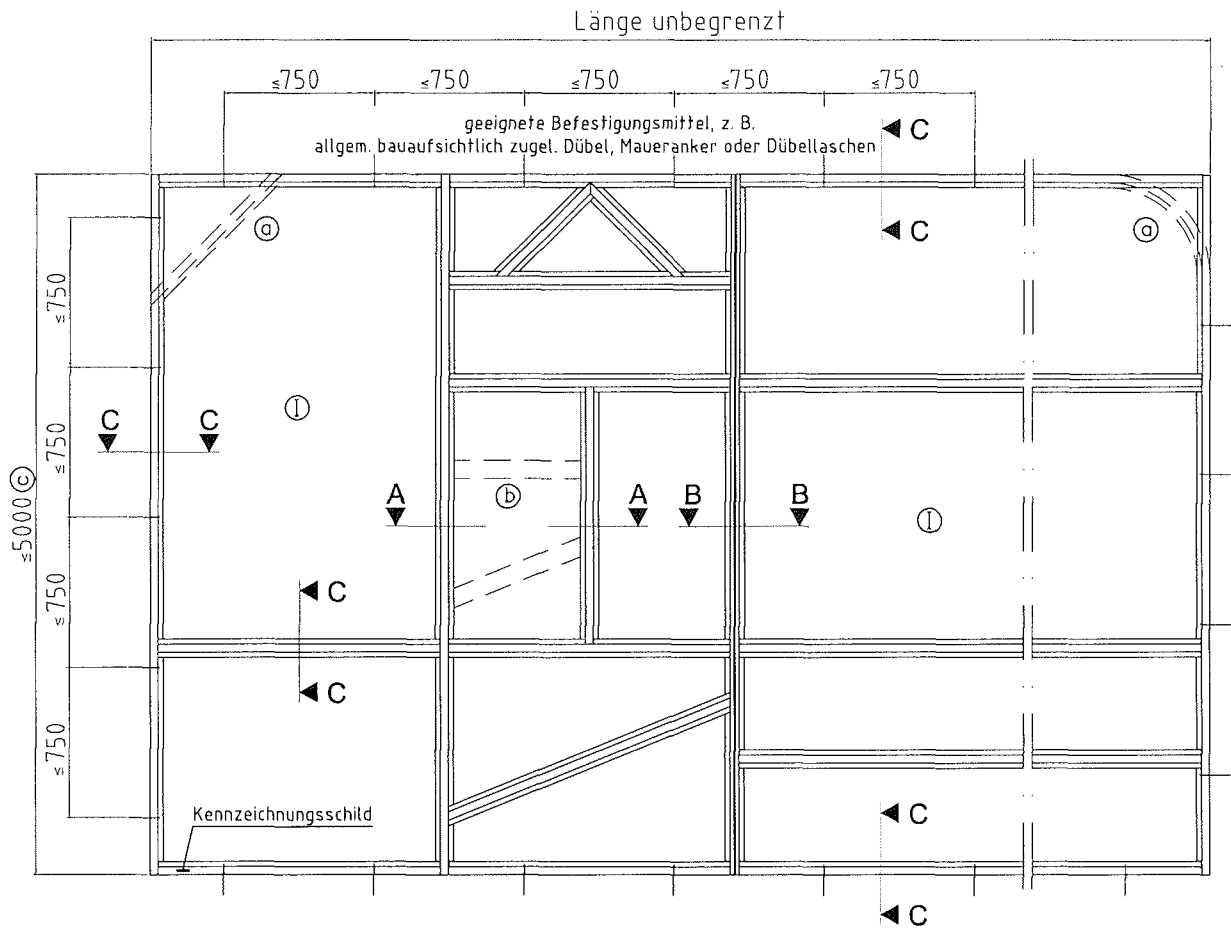 Länge unbegrenzt
≤750 ≤750 ≤750 ≤750 ≤750
geeignete Befestigungsmittel, z. B.
allgem. bauaufsichtlich zugel. Dübel, Maueranker oder Dübellaschen
C
C
a
a
≤750
I
C C
≤750
≤5000 c
A b A B B
I
≤750
C
C
≤750
Kennzeichnungsschild
C
C